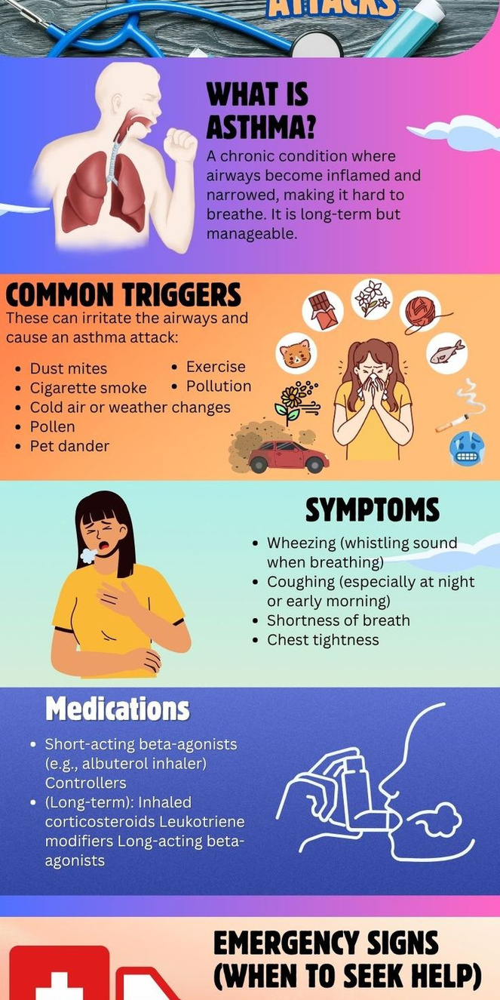 ATTACKS
WHAT IS
ASTHMA?
A chronic condition where
airways become inflamed and
narrowed, making it hard to
breathe. It is long-term but
manageable.
COMMON TRIGGERS
These can irritate the airways and
cause an asthma attack:
• Dust mites
• Cigarette smoke
• Cold air or weather changes
• Pollen
• Pet dander
• Exercise
• Pollution
SYMPTOMS
• Wheezing (whistling sound
when breathing)
• Coughing (especially at night
or early morning)
• Shortness of breath
• Chest tightness
Medications
• Short-acting beta-agonists
(e.g., albuterol inhaler)
Controllers
• (Long-term): Inhaled
corticosteroids Leukotriene
modifiers Long-acting beta-
agonists
EMERGENCY SIGNS
(WHEN TO SEEK HELP)